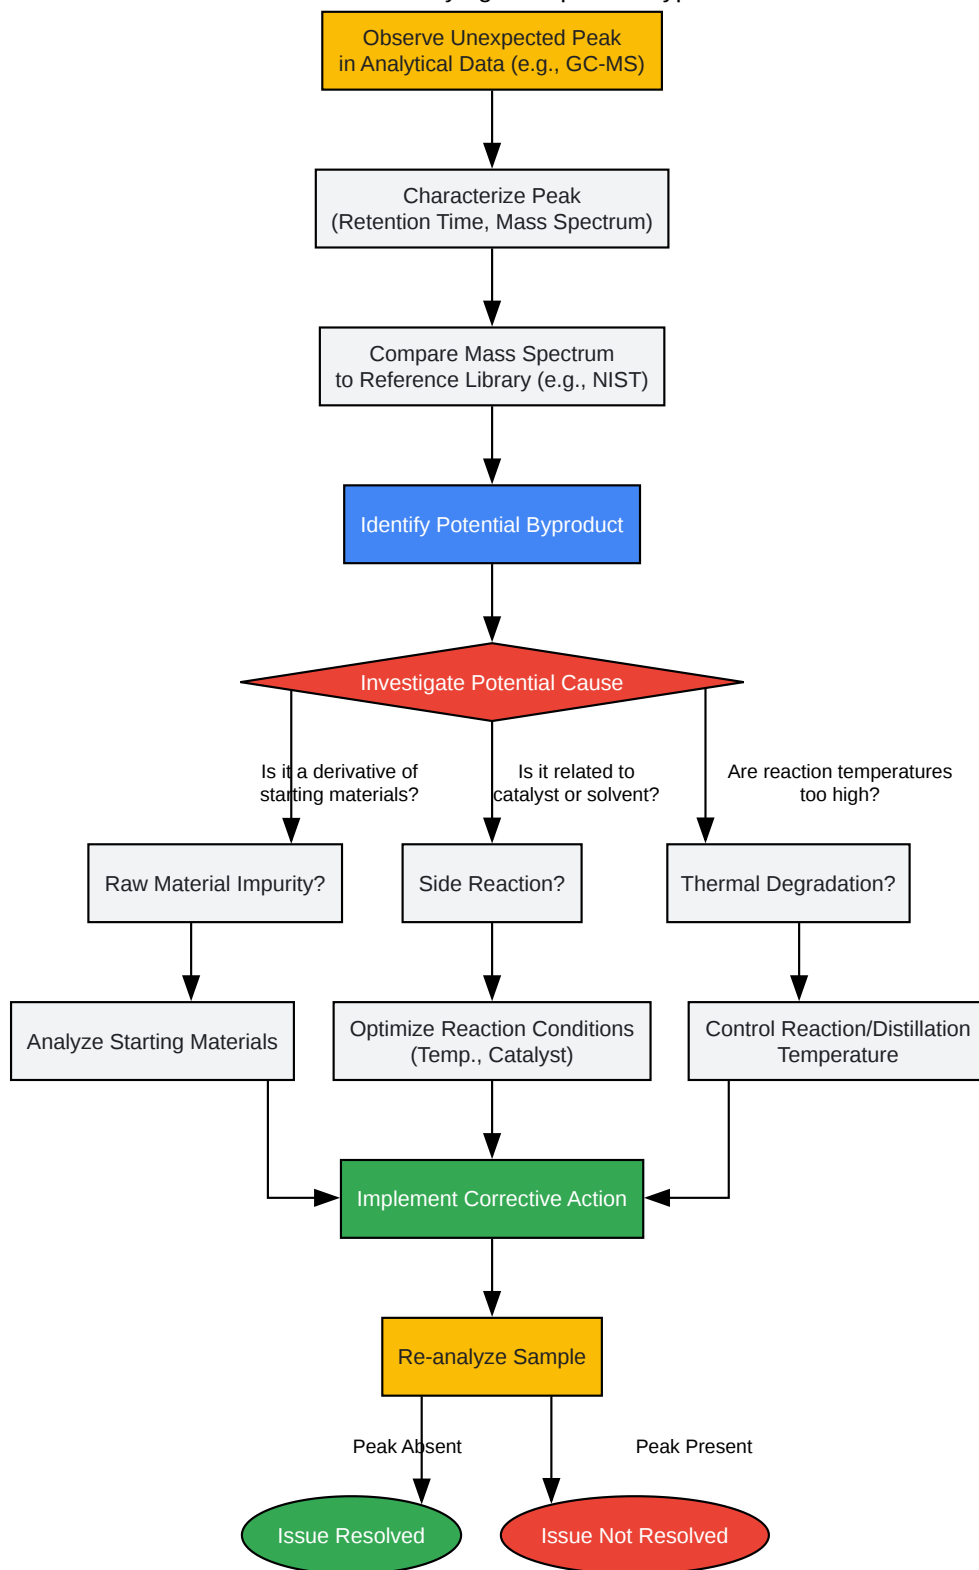 Observe Unexpected Peak
in Analytical Data (e.g., GC-MS)
Characterize Peak
(Retention Time, Mass Spectrum)
Compare Mass Spectrum
to Reference Library (e.g., NIST)
Identify Potential Byproduct
Investigate Potential Cause
Is it a derivative of
starting materials?
Is it related to
catalyst or solvent?
Are reaction temperatures
too high?
Raw Material Impurity?
Side Reaction?
Thermal Degradation?
Analyze Starting Materials
Optimize Reaction Conditions
(Temp., Catalyst)
Control Reaction/Distillation
Temperature
Implement Corrective Action
Re-analyze Sample
Peak Absent
Peak Present
Issue Resolved
Issue Not Resolved